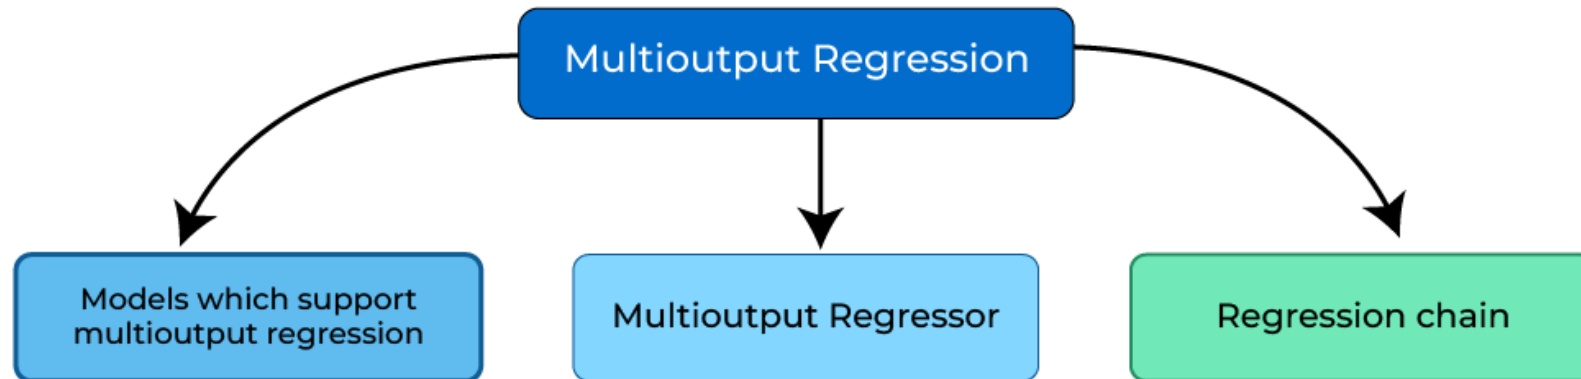 Multioutput Regression
Models which support
multioutput regression
Multioutput Regressor
Regression chain